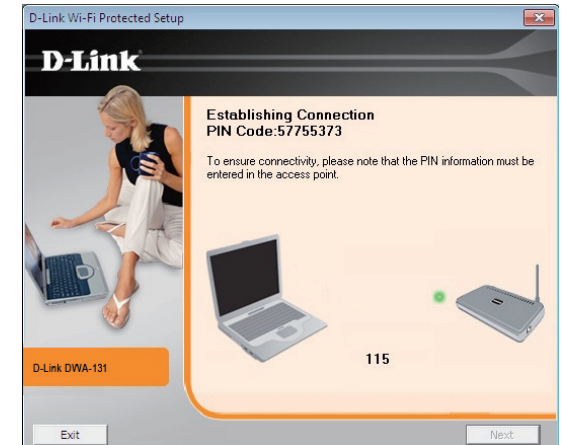 D-Link Wi-Fi Protected Setup
D-Link
Establishing Connection
PIN Code:57755373
To ensure connectivity, please note that the PIN information must be
entered in the access point.
115
D-Link DWA-131
Exit
Next